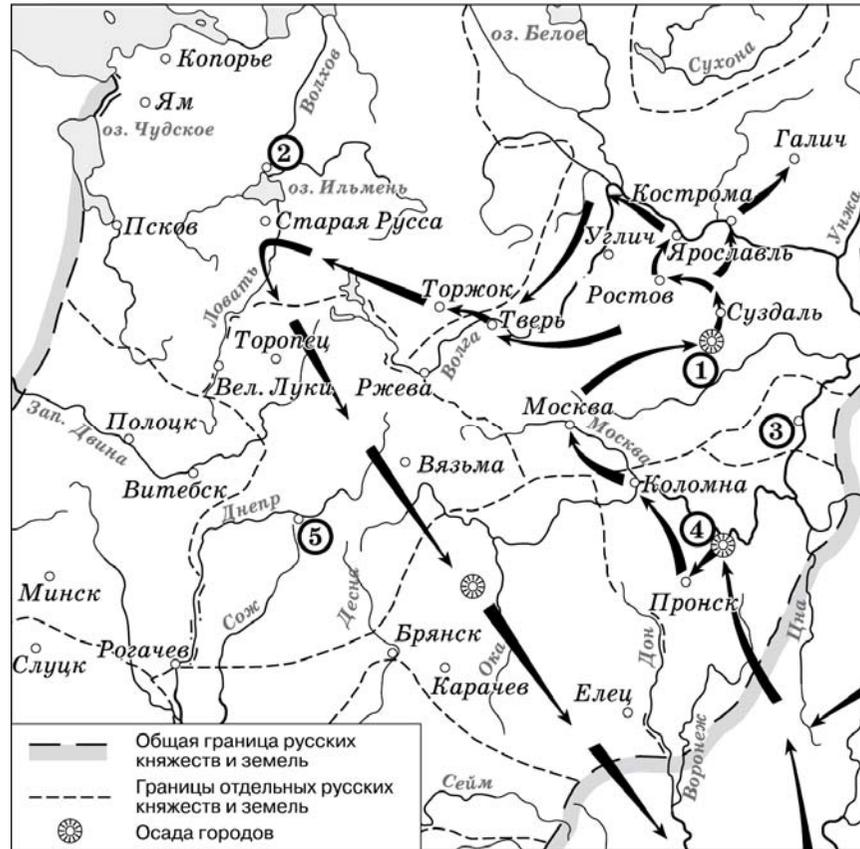 оз. Белое
Сухона
Копорье
Волхов
Ям
оз. Чудское
2
Галич
оз. Ильмень
Кострома
Унжа
Псков
Старая Русса
Углич
Ярославль
Ловать
Торжок
Ростов
Суздаль
Тверь
Торопец
Волга
1
Вел. Луки
Ржева
Москва
Зап. Двина
Полоцк
Москва
3
Вязьма
Витебск
Коломна
Днепр
5
4
Минск
Десна
Пронск
Цна
Сож
Слуцк
Рогачев
Брянск
Ока
Дон
Карачев
Елец
Воронеж
Сейм
Общая граница русских
княжеств и земель
Границы отдельных русских
княжеств и земель
Осада городов